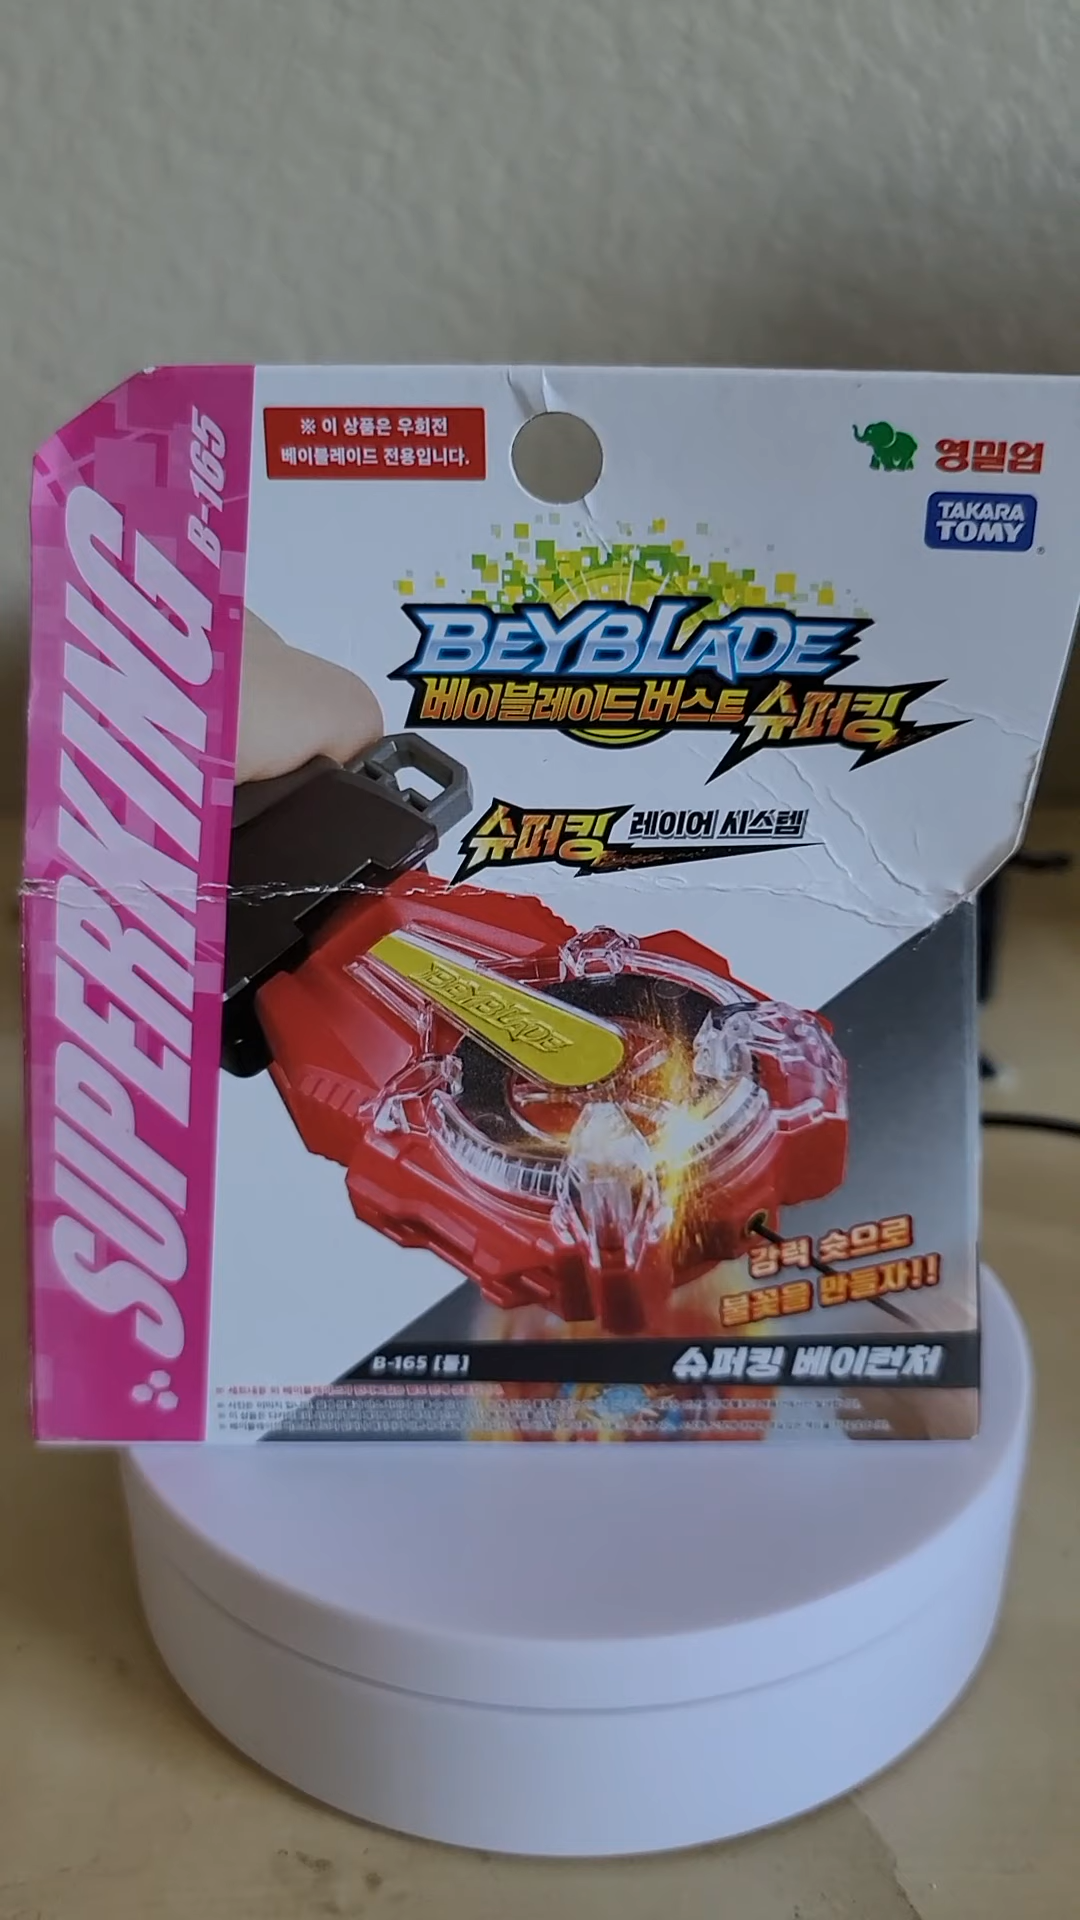 SUPERKING
B-165
※ 이 상품은 우회전
베이블레이드 전용입니다.
영밀업
TAKARA
TOMY
BEYBLADE
베이블레이드 버스트 슈퍼킹
슈퍼킹 레이어 시스템
BEYBLADE
강력 슛으로
불꽃을 만들자!!
B-165 [툴]
슈퍼킹 베이런처